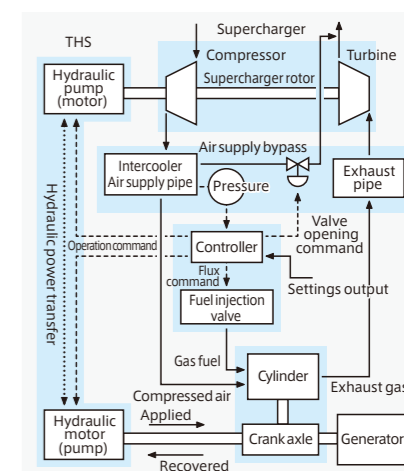 Supercharger
THS
Compressor
Turbine
Hydraulic
pump
(motor)
Supercharger rotor
Air supply bypass
Intercooler
Air supply pipe
Pressure
Exhaust
pipe
Hydraulic power transfer
Operation command
Controller
Valve
opening
command
Flux
command
Settings output
Fuel injection
valve
Gas fuel
Cylinder
Exhaust gas
Compressed air
Applied
Hydraulic
motor
(pump)
Crank axle
Generator
Recovered